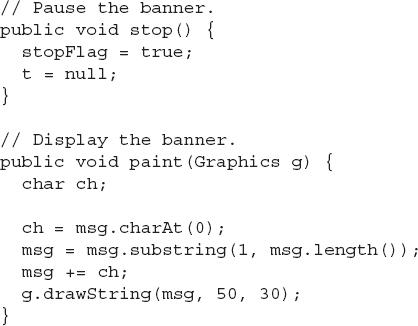 // Pause the banner.
public void stop() {
  stopFlag = true;
  t = null;
}

// Display the banner.
public void paint(Graphics g) {
  char ch;

  ch = msg.charAt(0);
  msg = msg.substring(1, msg.length());
  msg += ch;
  g.drawString(msg, 50, 30);
}